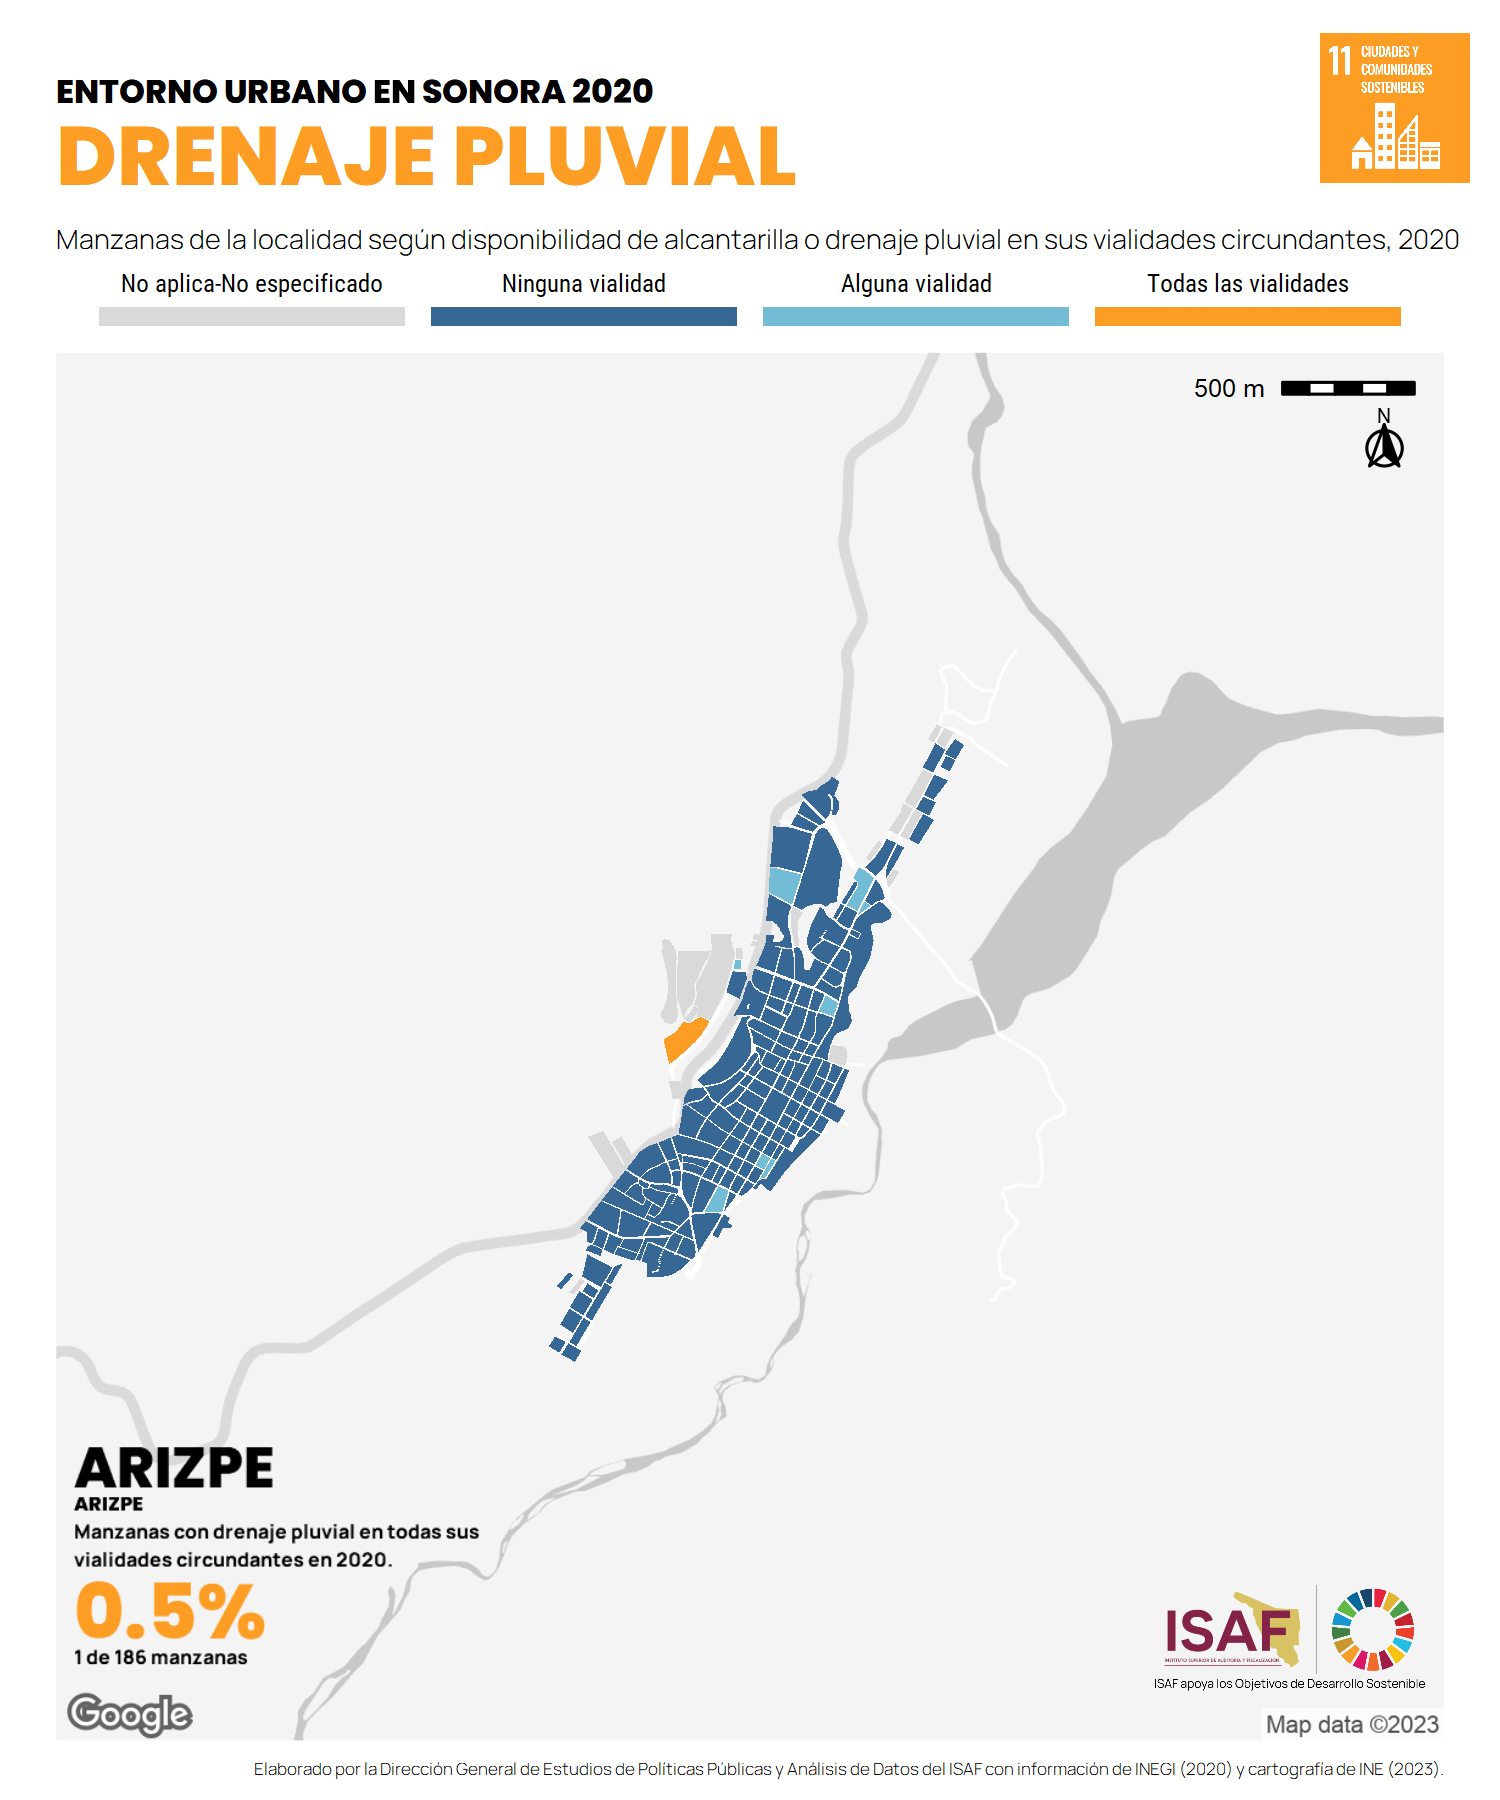 11 CIUDADES Y
COMUNIDADES
SOSTENIBLES
ENTORNO URBANO EN SONORA 2020
DRENAJE PLUVIAL
Manzanas de la localidad según disponibilidad de alcantarilla o drenaje pluvial en sus vialidades circundantes, 2020
No aplica-No especificado
Ninguna vialidad
Alguna vialidad
Todas las vialidades
500 m
N
ARIZPE
ARIZPE
Manzanas con drenaje pluvial en todas sus
vialidades circundantes en 2020.
0.5%
1 de 186 manzanas
Google
ISAF
INSTITUTO SUPERIOR DE AUDITORÍA Y FISCALIZACIÓN
ISAF apoya los Objetivos de Desarrollo Sostenible
Map data ©2023
Elaborado por la Dirección General de Estudios de Políticas Públicas y Análisis de Datos del ISAF con información de INEGI (2020) y cartografía de INE (2023).